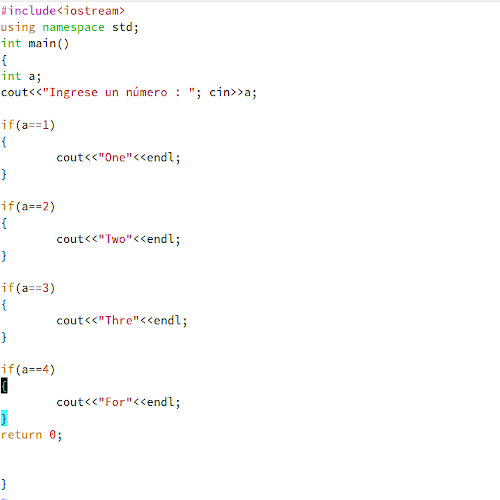 #include<iostream>
using namespace std;
int main()
{
int a;
cout<<"Ingrese un número : "; cin>>a;
if(a==1)
{
cout<<"One"<<endl;
}
if(a==2)
{
cout<<"Two"<<endl;
}
if(a==3)
{
cout<<"Thre"<<endl;
}
if(a==4)
{
cout<<"For"<<endl;
}
return 0;
}